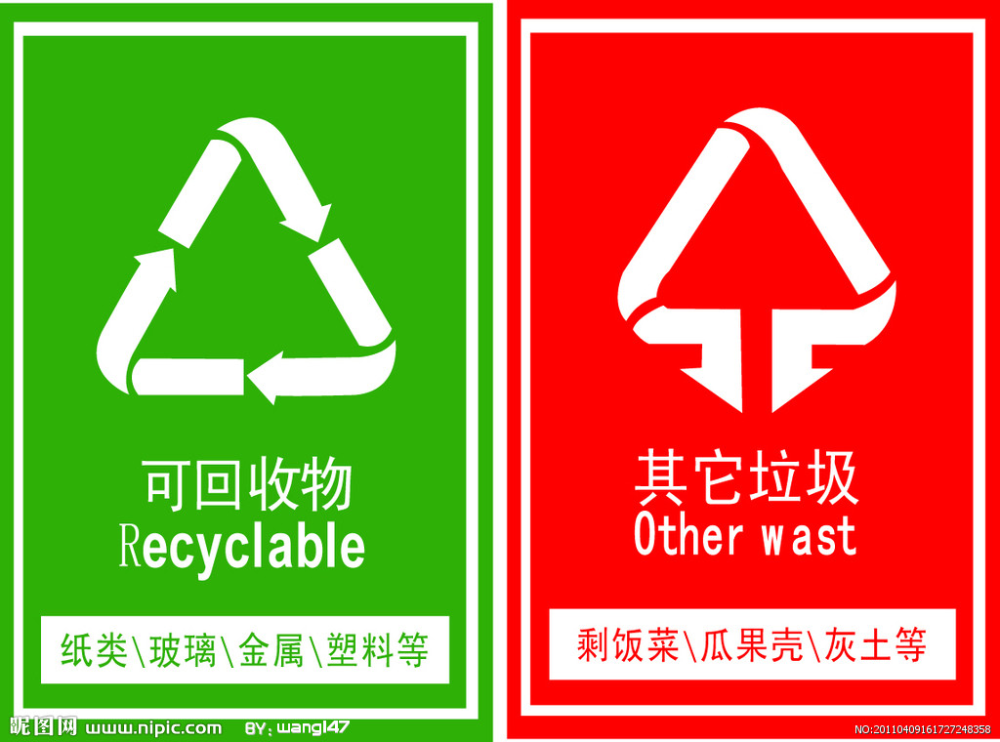 可回收物
Recyclable
纸类\玻璃\金属\塑料等
其它垃圾
Other wast
剩饭菜\瓜果壳\灰土等
昵图网 www.nipic.com BY:wangl47
NO:20110409161727248358